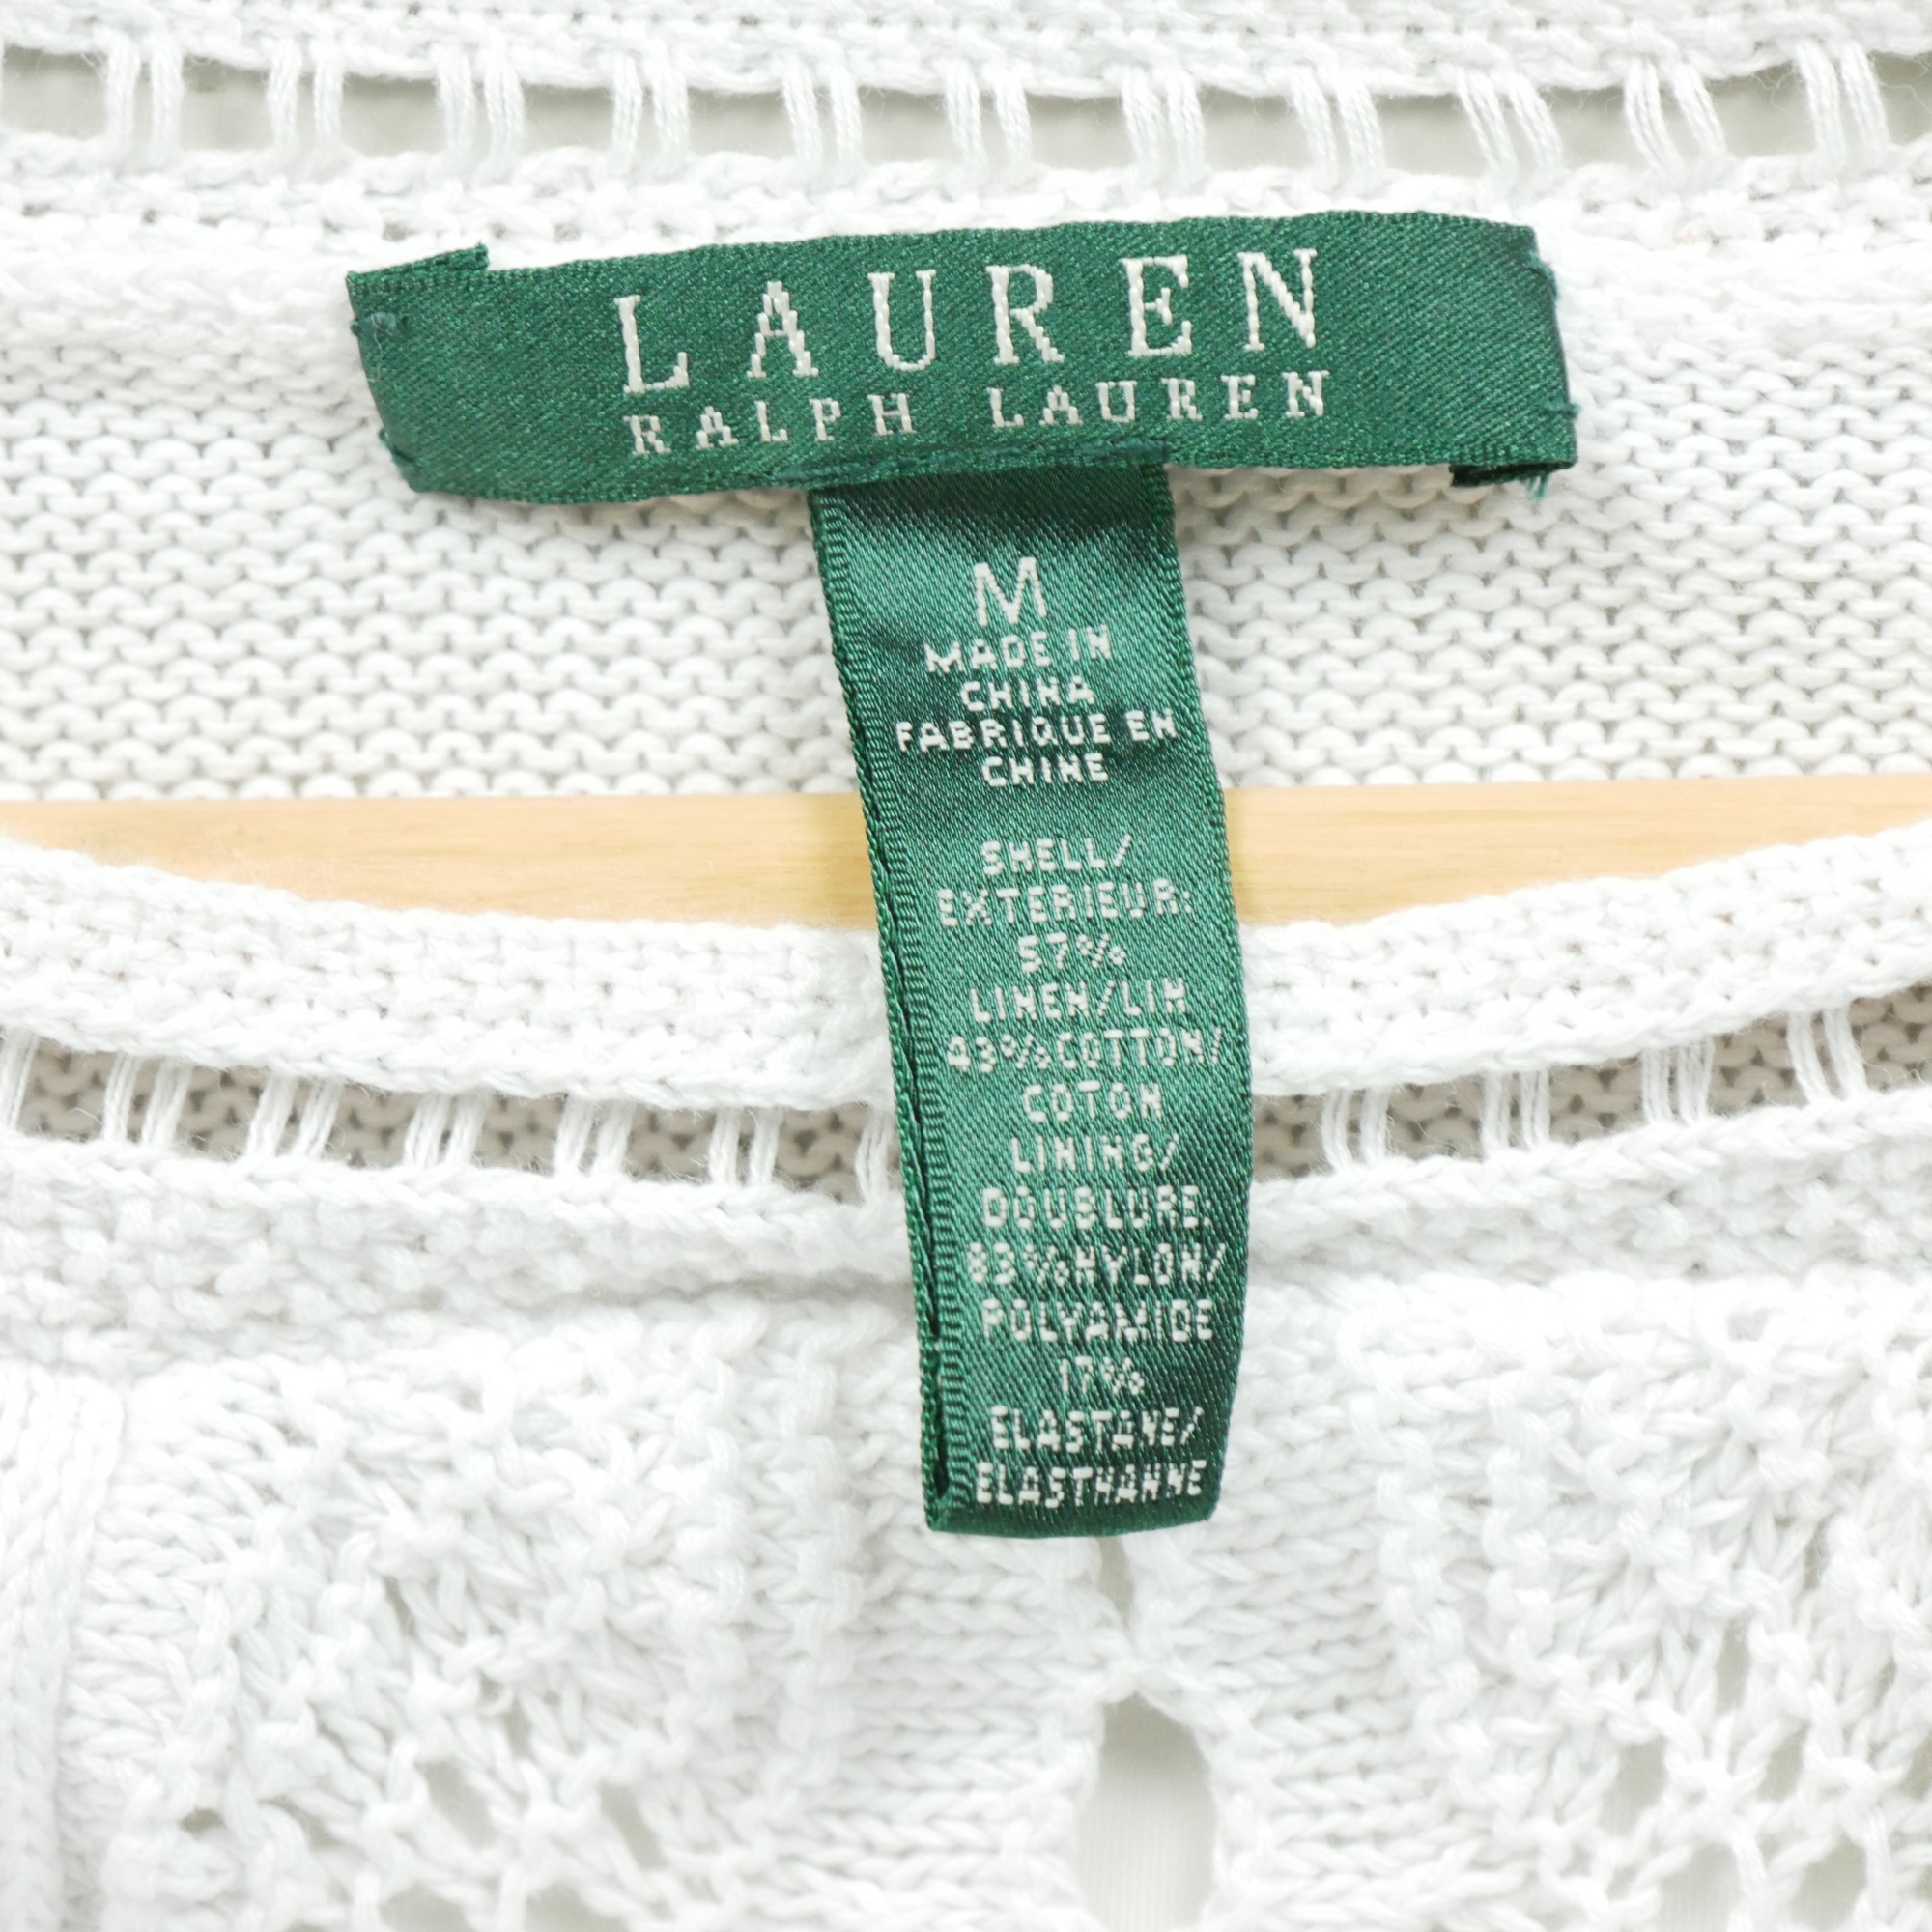 LAUREN
RALPH LAUREN
M
MADE IN
CHINA
FABRIQUE EN
CHINE
SHELL/
EXTERIEUR:
57%
LINEN/LIN
43%COTTON/
COTON
LINING/
DOUBLURE:
83%NYLON/
POLYAMIDE
17%
ELASTANE/
ELASTHANNE